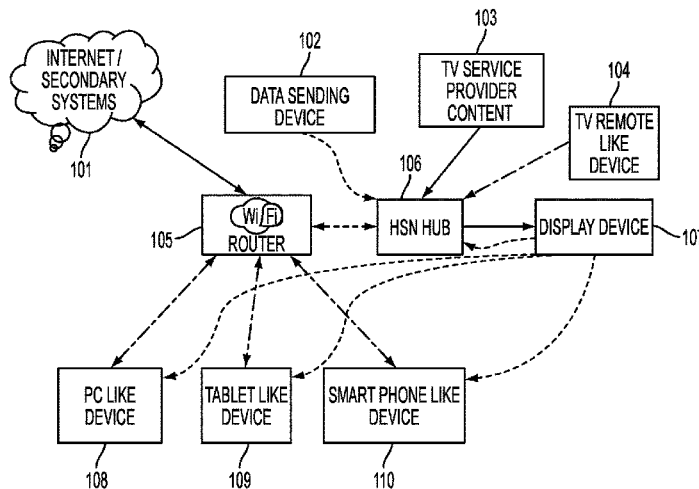 INTERNET /
SECONDARY
SYSTEMS
101
102
DATA SENDING
DEVICE
103
TV SERVICE
PROVIDER
CONTENT
104
TV REMOTE
LIKE
DEVICE
105
Wi Fi
ROUTER
106
HSN HUB
DISPLAY DEVICE
10
PC LIKE
DEVICE
108
TABLET LIKE
DEVICE
109
SMART PHONE LIKE
DEVICE
110